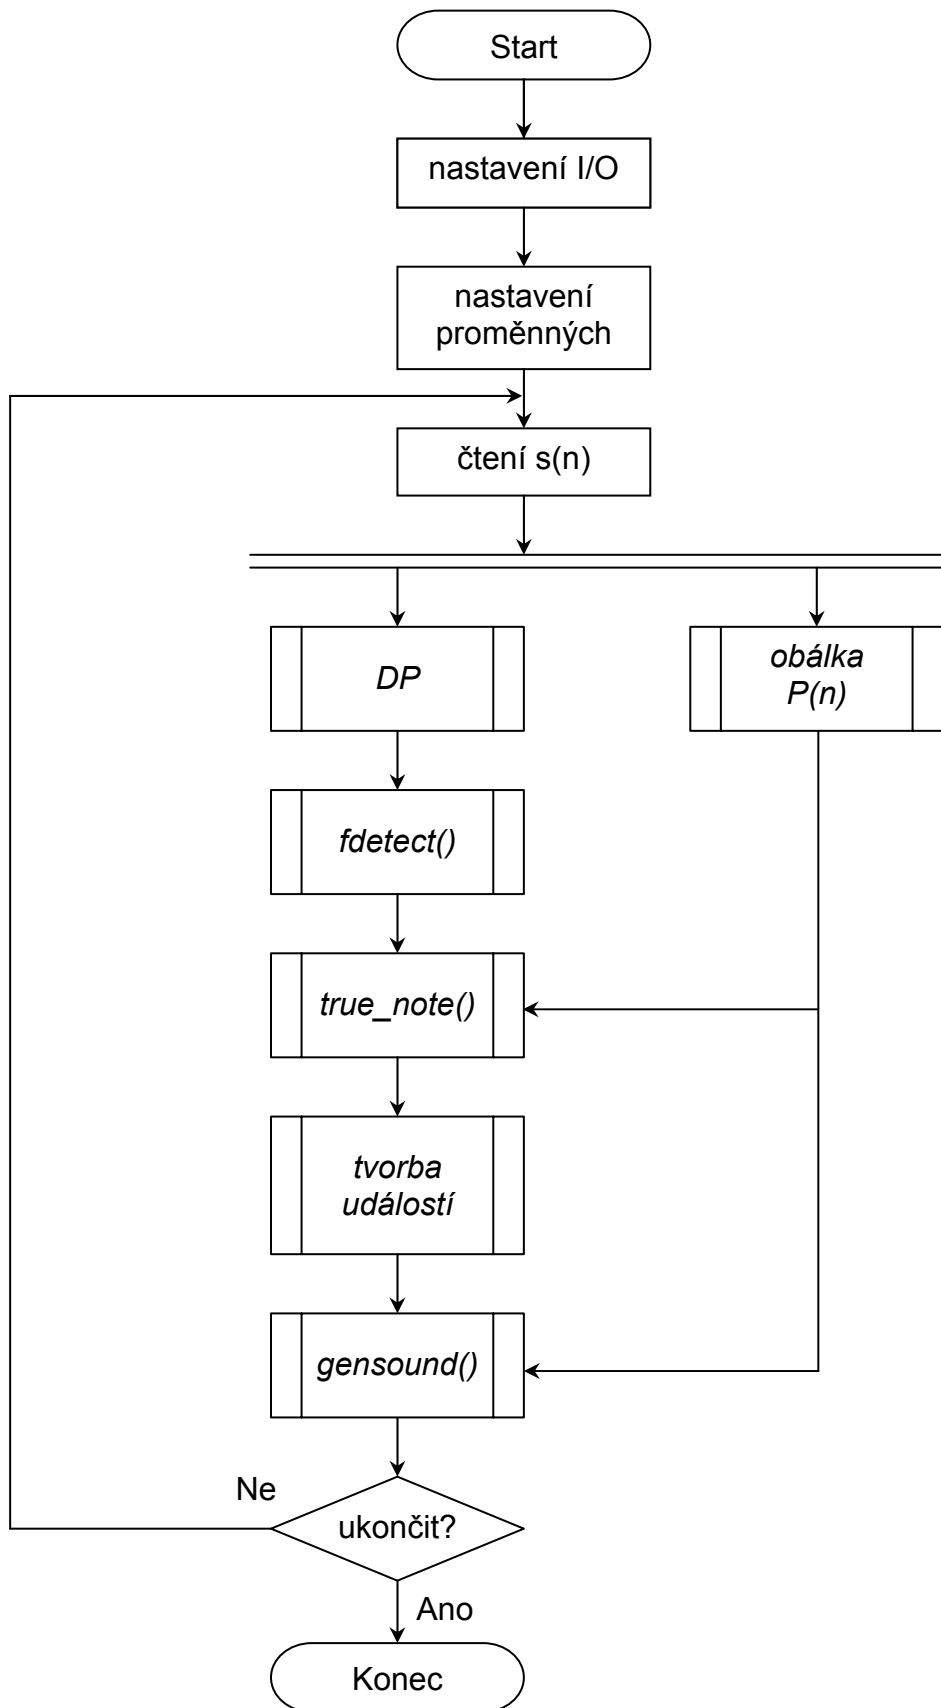 Start
nastavení I/O
nastavení
proměnných
čtení s(n)
DP
obálka
P(n)
fdetect()
true_note()
tvorba
událostí
gensound()
Ne
ukončit?
Ano
Konec